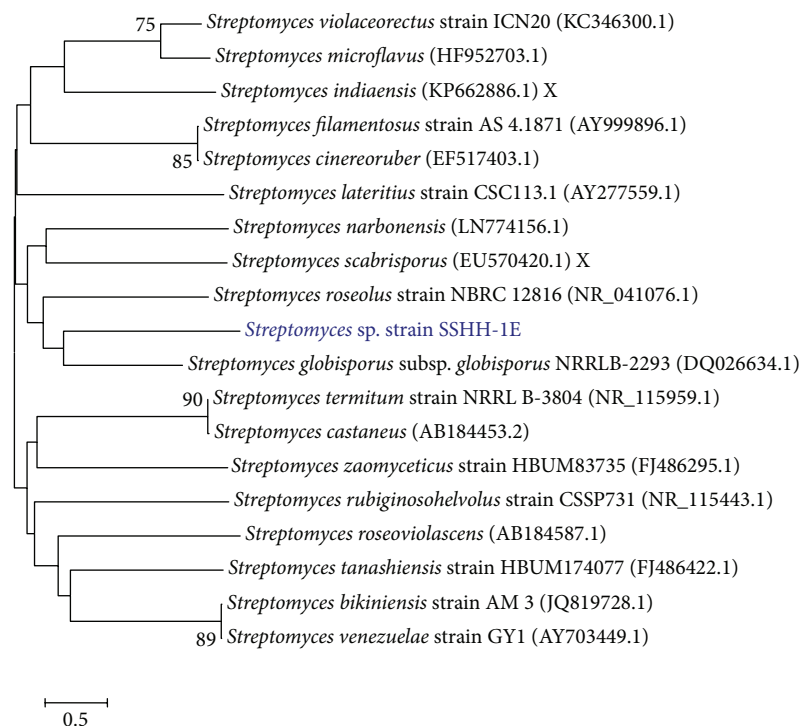 75
Streptomyces violaceorectus strain ICN20 (KC346300.1)
Streptomyces microflavus (HF952703.1)
Streptomyces indiaensis (KP662886.1) X
Streptomyces filamentosus strain AS 4.1871 (AY999896.1)
85
Streptomyces cinereoruber (EF517403.1)
Streptomyces lateritius strain CSC113.1 (AY277559.1)
Streptomyces narbonensis (LN774156.1)
Streptomyces scabrisporus (EU570420.1) X
Streptomyces roseolus strain NBRC 12816 (NR_041076.1)
Streptomyces sp. strain SSHH-1E
Streptomyces globisporus subsp. globisporus NRRLB-2293 (DQ026634.1)
90
Streptomyces termitum strain NRRL B-3804 (NR_115959.1)
Streptomyces castaneus (AB184453.2)
Streptomyces zaomyceticus strain HBUM83735 (FJ486295.1)
Streptomyces rubiginosohelvolus strain CSSP731 (NR_115443.1)
Streptomyces roseoviolascens (AB184587.1)
Streptomyces tanashiensis strain HBUM174077 (FJ486422.1)
Streptomyces bikiniensis strain AM 3 (JQ819728.1)
89
Streptomyces venezuelae strain GY1 (AY703449.1)
0.5